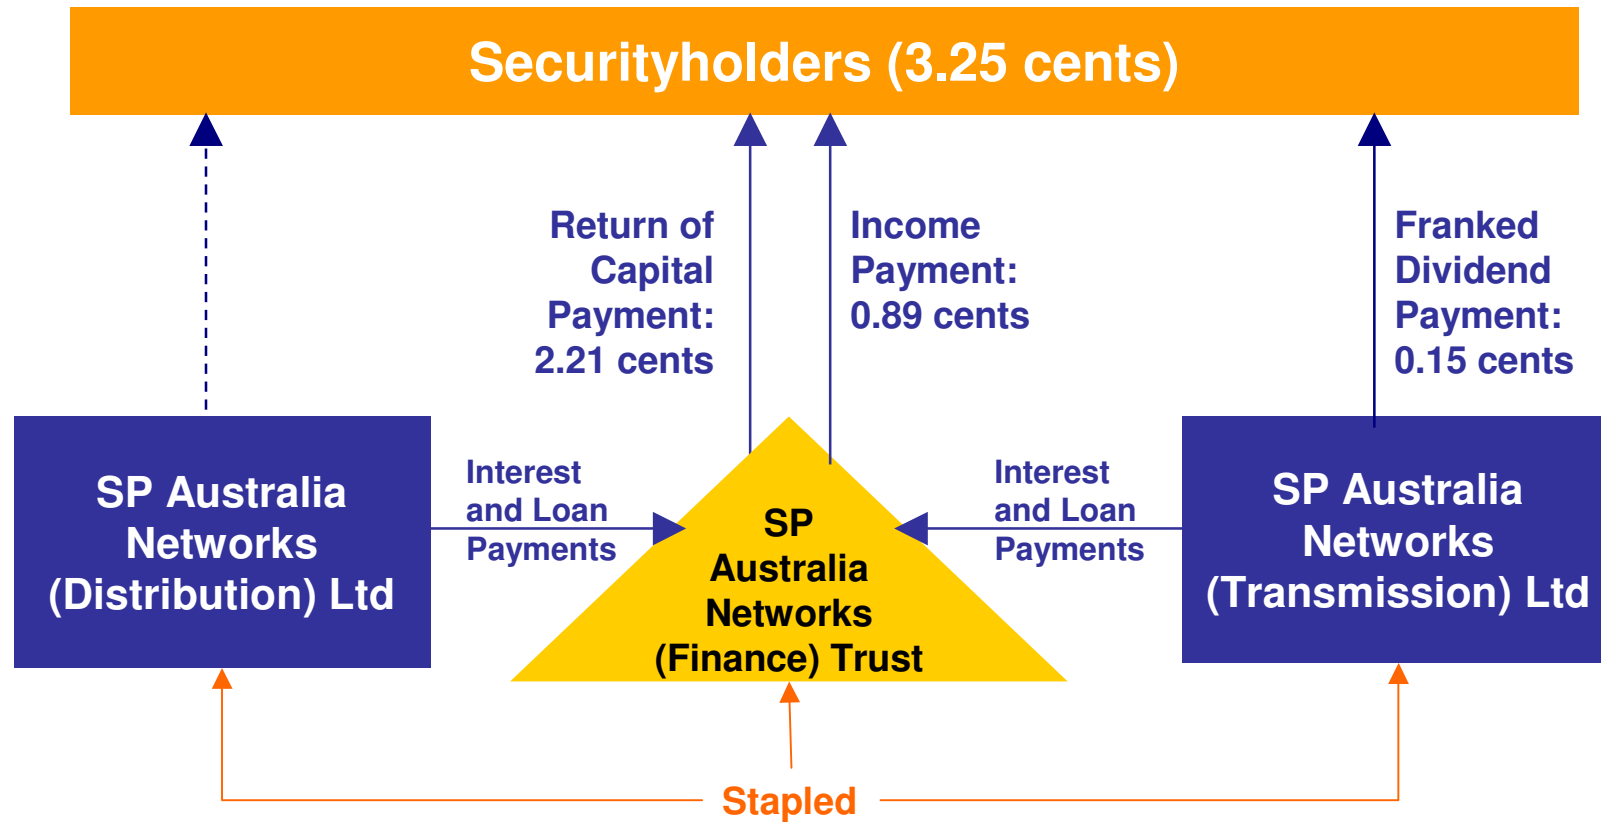 Securityholders (3.25 cents)
Return of
Capital
Payment:
2.21 cents
Income
Payment:
0.89 cents
Franked
Dividend
Payment:
0.15 cents
SP Australia
Networks
(Distribution) Ltd
Interest
and Loan
Payments
SP
Australia
Networks
(Finance) Trust
Interest
and Loan
Payments
SP Australia
Networks
(Transmission) Ltd
Stapled